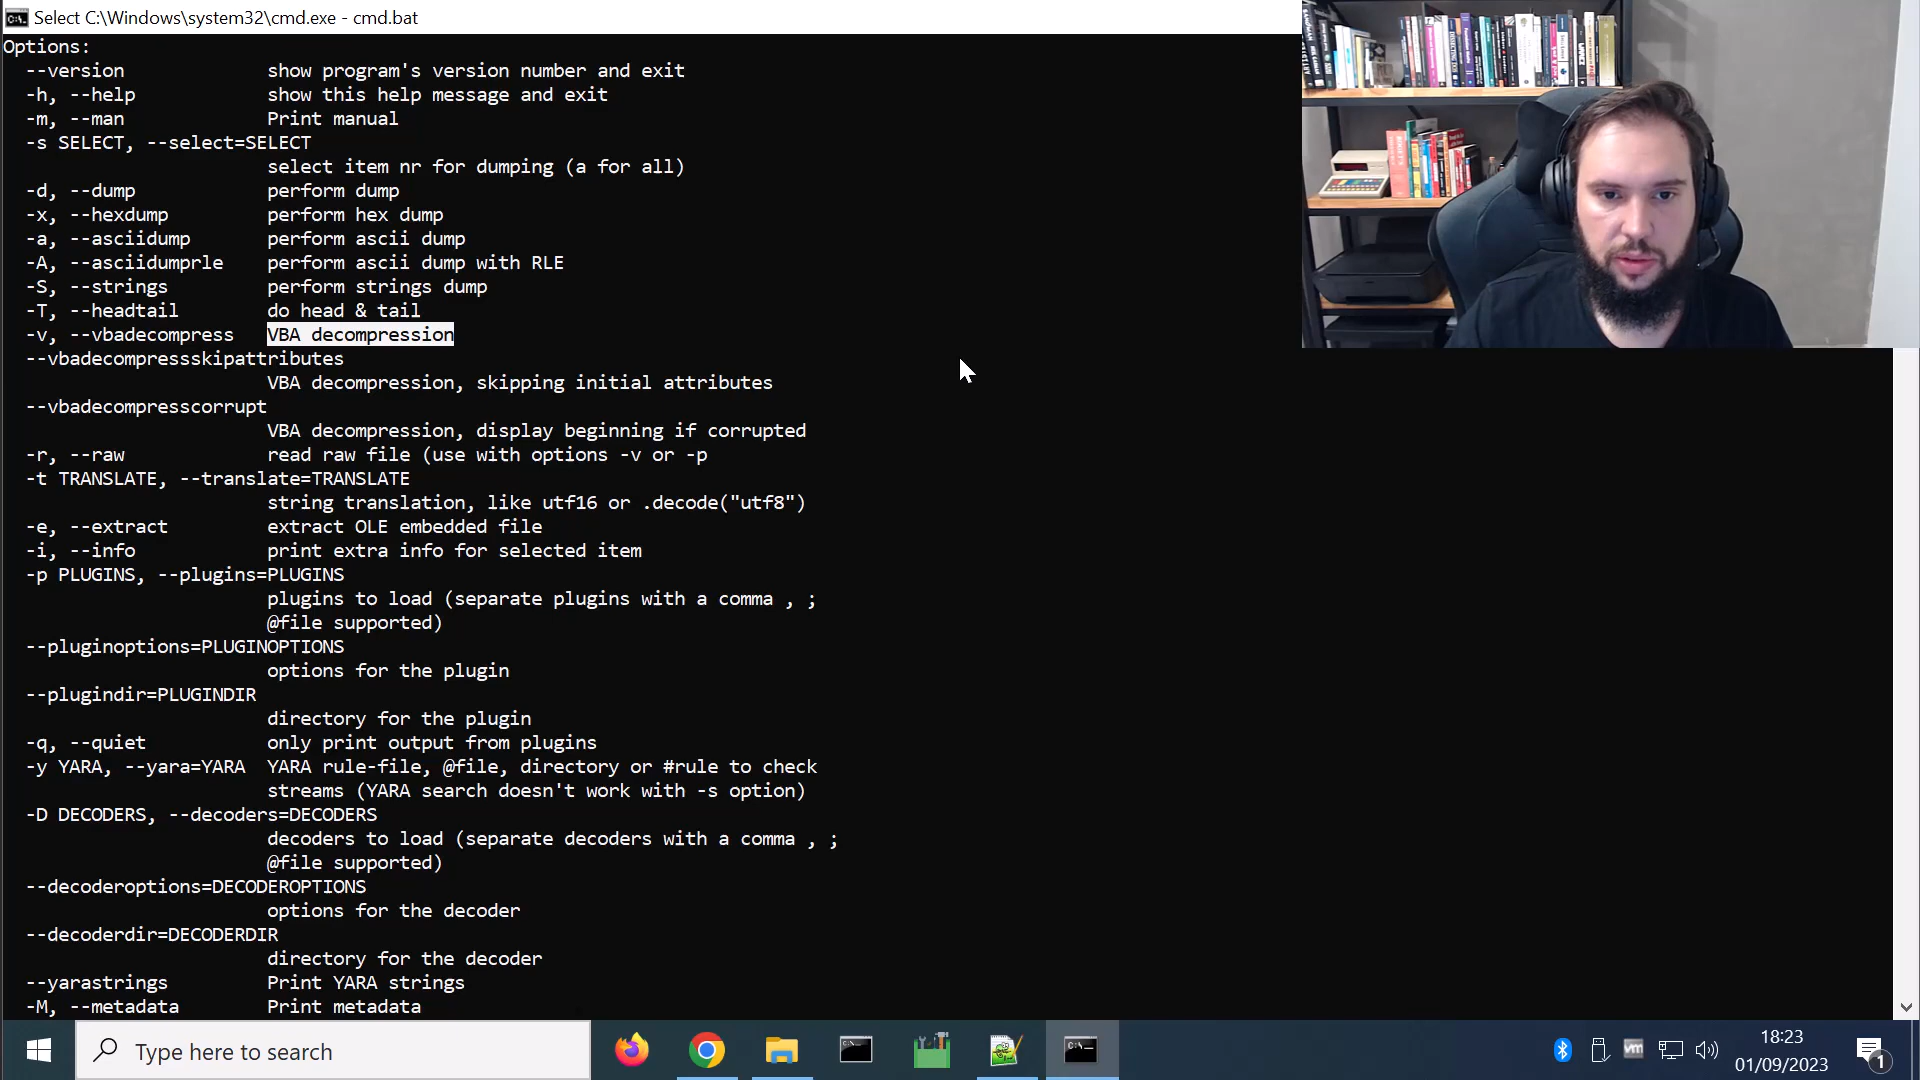 Select C:\Windows\system32\cmd.exe - cmd.bat
Options:
--version show program's version number and exit
-h, --help show this help message and exit
-m, --man Print manual
-s SELECT, --select=SELECT
select item nr for dumping (a for all)
-d, --dump perform dump
-x, --hexdump perform hex dump
-a, --asciidump perform ascii dump
-A, --asciidumprle perform ascii dump with RLE
-S, --strings perform strings dump
-T, --headtail do head & tail
-v, --vbadecompress VBA decompression
--vbadecompressskipattributes
VBA decompression, skipping initial attributes
--vbadecompresscorrupt
VBA decompression, display beginning if corrupted
-r, --raw read raw file (use with options -v or -p
-t TRANSLATE, --translate=TRANSLATE
string translation, like utf16 or .decode("utf8")
-e, --extract extract OLE embedded file
-i, --info print extra info for selected item
-p PLUGINS, --plugins=PLUGINS
plugins to load (separate plugins with a comma , ;
@file supported)
--pluginoptions=PLUGINOPTIONS
options for the plugin
--plugindir=PLUGINDIR
directory for the plugin
-q, --quiet only print output from plugins
-y YARA, --yara=YARA YARA rule-file, @file, directory or #rule to check
streams (YARA search doesn't work with -s option)
-D DECODERS, --decoders=DECODERS
decoders to load (separate decoders with a comma , ;
@file supported)
--decoderoptions=DECODEROPTIONS
options for the decoder
--decoderdir=DECODERDIR
directory for the decoder
--yarastrings Print YARA strings
-M, --metadata Print metadata
Type here to search
vm
18:23
01/09/2023
1